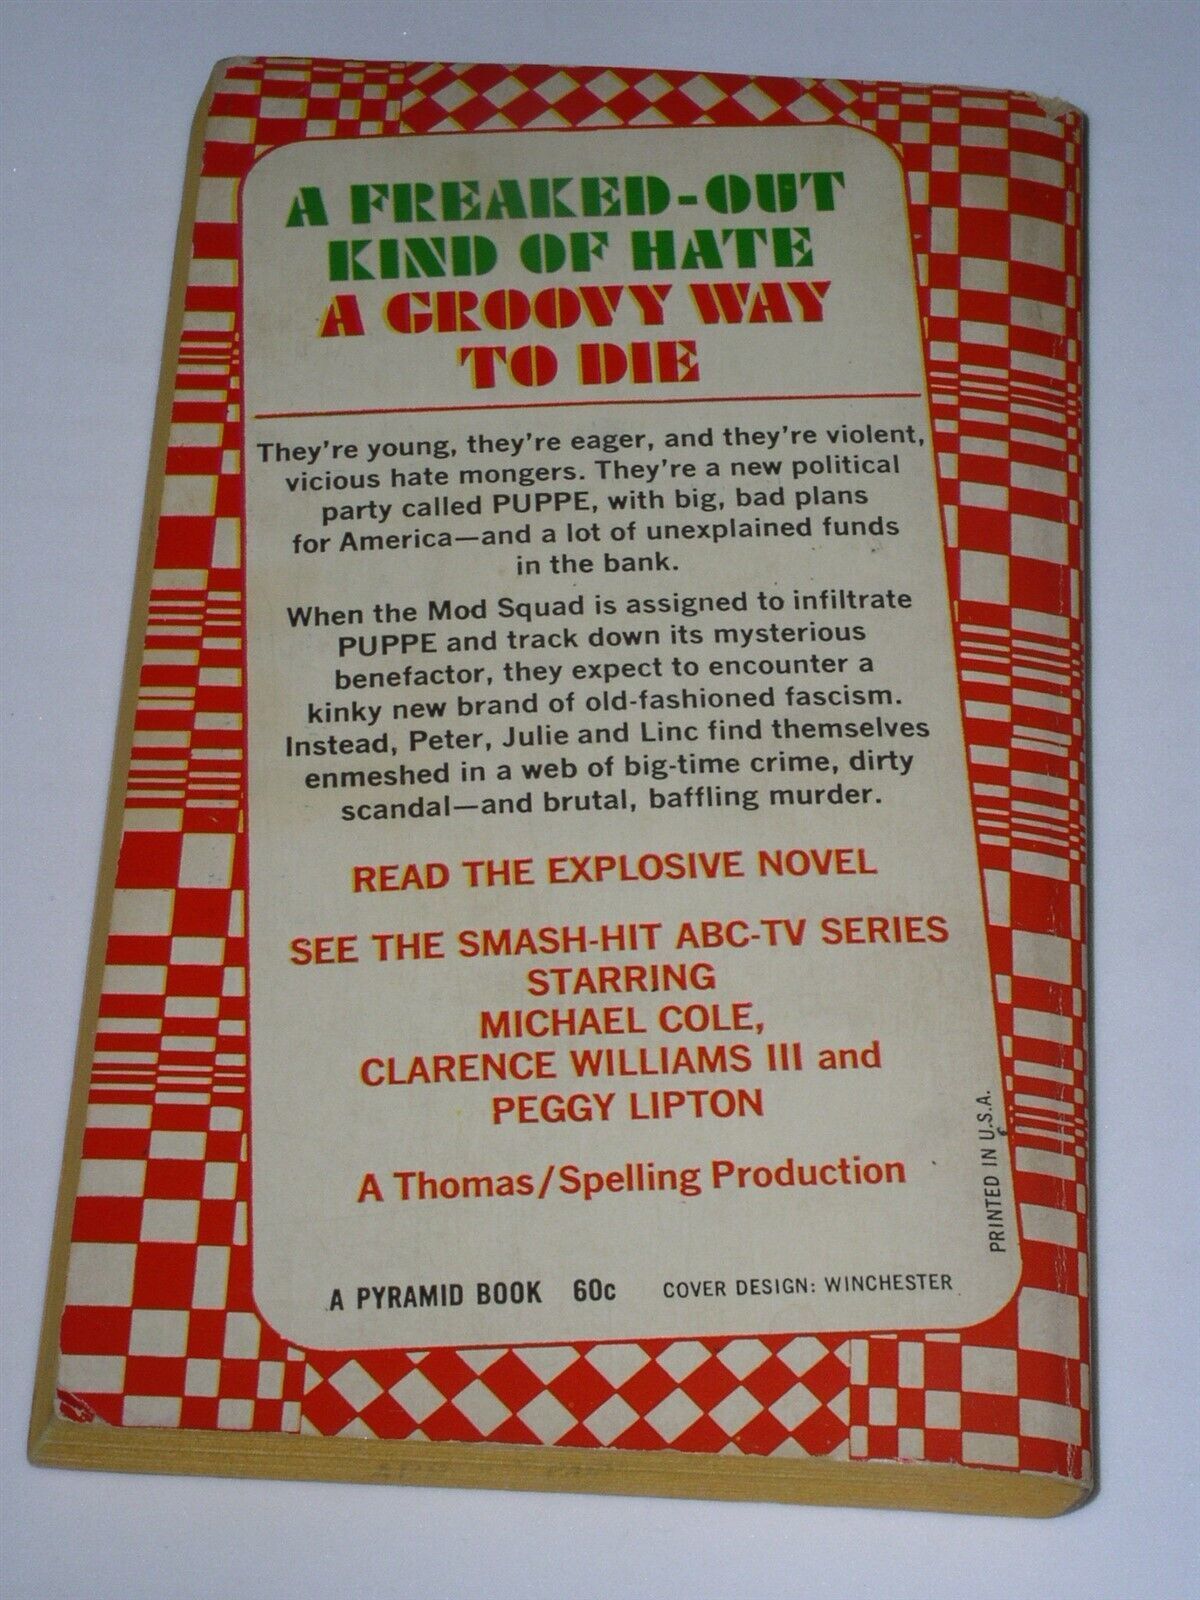 A FREAKED-OUT
KIND OF HATE
A GROOVY WAY
TO DIE
They're young, they're eager, and they're violent,
vicious hate mongers. They're a new political
party called PUPPE, with big, bad plans
for America—and a lot of unexplained funds
in the bank.
When the Mod Squad is assigned to infiltrate
PUPPE and track down its mysterious
benefactor, they expect to encounter a
kinky new brand of old-fashioned fascism.
Instead, Peter, Julie and Linc find themselves
enmeshed in a web of big-time crime, dirty
scandal—and brutal, baffling murder.
READ THE EXPLOSIVE NOVEL
SEE THE SMASH-HIT ABC-TV SERIES
STARRING
MICHAEL COLE,
CLARENCE WILLIAMS III and
PEGGY LIPTON
A Thomas/Spelling Production
PRINTED IN U.S.A.
A PYRAMID BOOK 60c COVER DESIGN: WINCHESTER